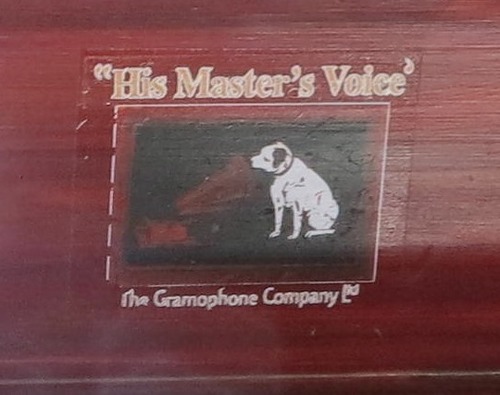 “His Master's Voice’
The Gramophone Company Ltd